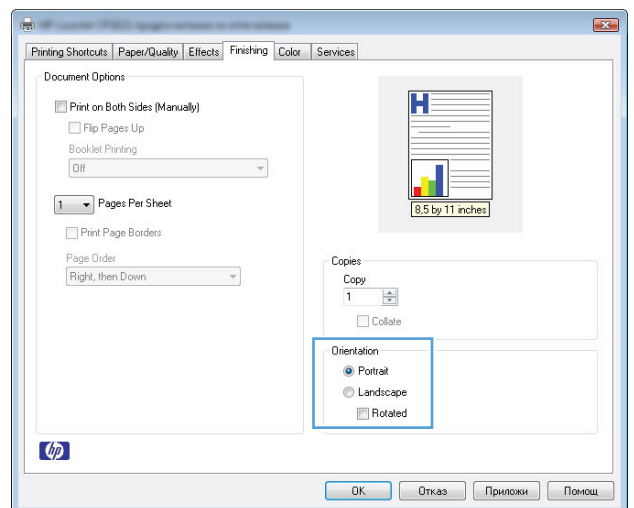 Printing Shortcuts Paper/Quality Effects Finishing Color Services
Document Options
Print on Both Sides (Manually)
Flip Pages Up
Booklet Printing
Off
1 Pages Per Sheet
Print Page Borders
Page Order
Right, then Down
H
8,5 by 11 inches
Copies
Copy
1
Collate
Orientation
Portrait
Landscape
Rotated
hp
OK Отказ Приложи Помощ